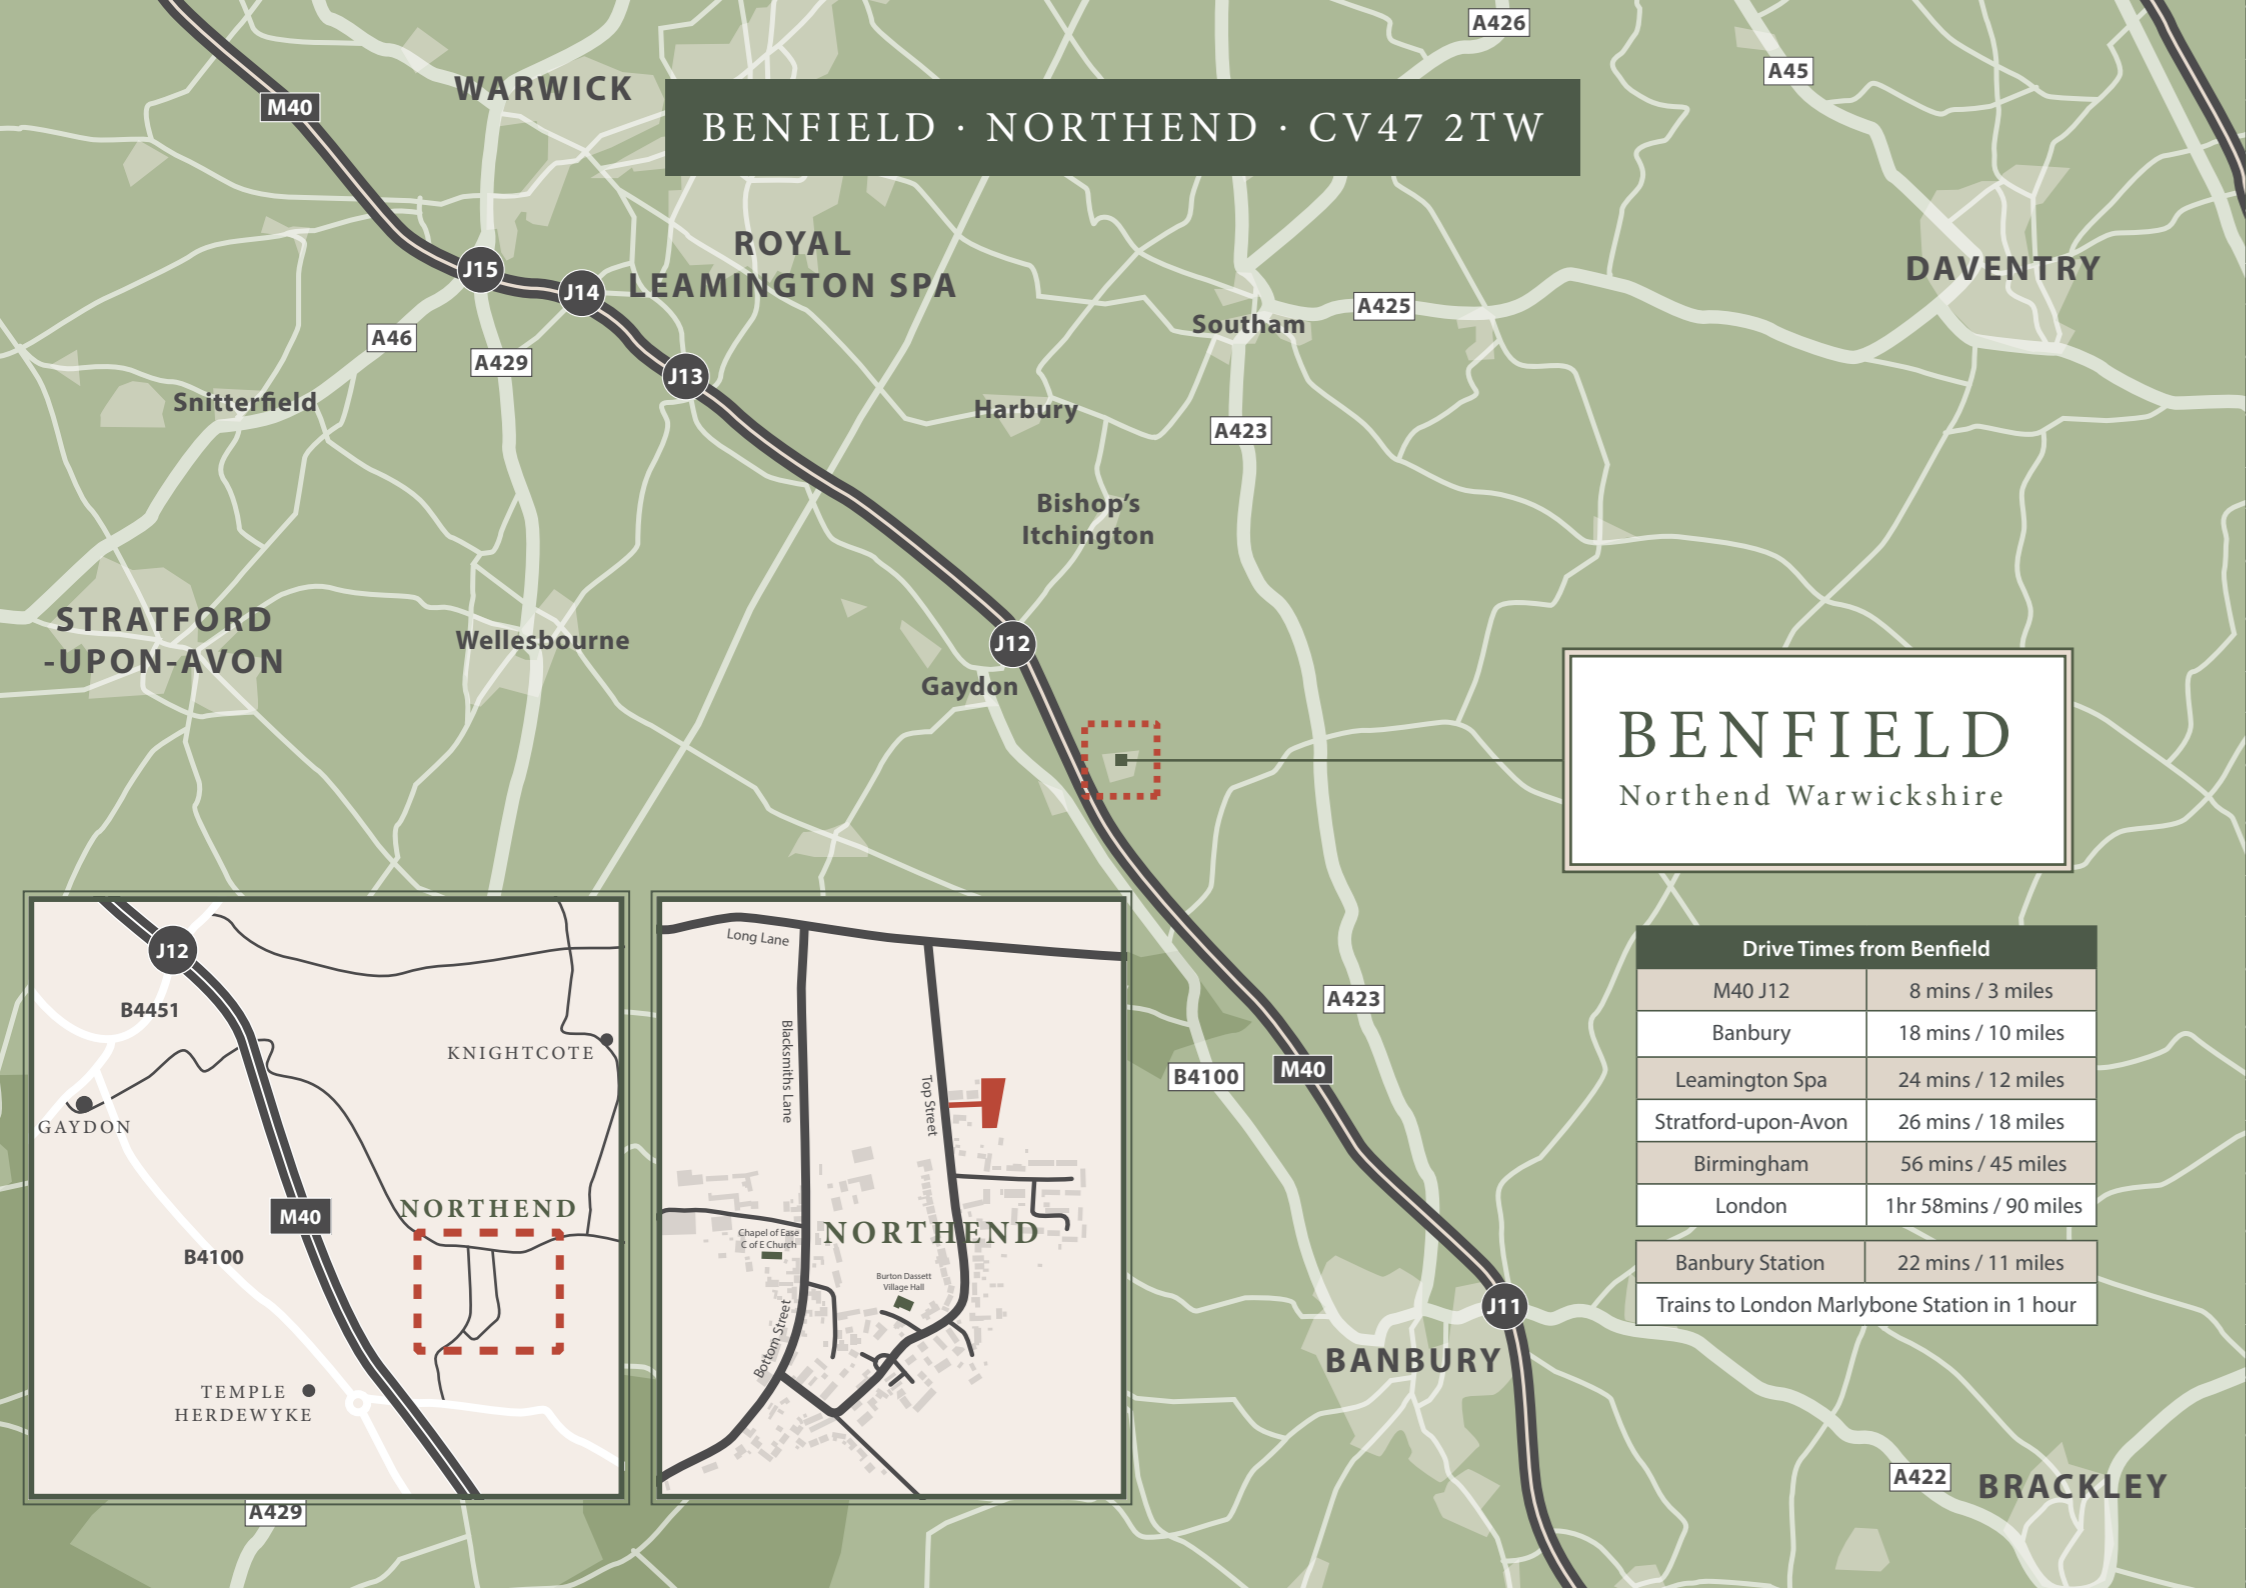 A426
A45
WARWICK
M40
BENFIELD · NORTHEND · CV47 2TW
ROYAL
LEAMINGTON SPA
DAVENTRY
J15
J14
A425
Southam
A46
A429
J13
Snitterfield
Harbury
A423
Bishop's
Itchington
STRATFORD
-UPON-AVON
Wellesbourne
J12
Gaydon
BENFIELD
Northend Warwickshire
J12
B4451
KNIGHTCOTE
GAYDON
M40
NORTHEND
B4100
TEMPLE
HERDEWYKE
A429
Long Lane
Blacksmiths Lane
Top Street
Chapel of Ease
C of E Church
NORTHEND
Burton Dassett
Village Hall
Bottom Street
A423
B4100
M40
J11
BANBURY
A422
BRACKLEY
Drive Times from Benfield
M40 J12 8 mins / 3 miles
Banbury 18 mins / 10 miles
Leamington Spa 24 mins / 12 miles
Stratford-upon-Avon 26 mins / 18 miles
Birmingham 56 mins / 45 miles
London 1hr 58mins / 90 miles
Banbury Station 22 mins / 11 miles
Trains to London Marlybone Station in 1 hour